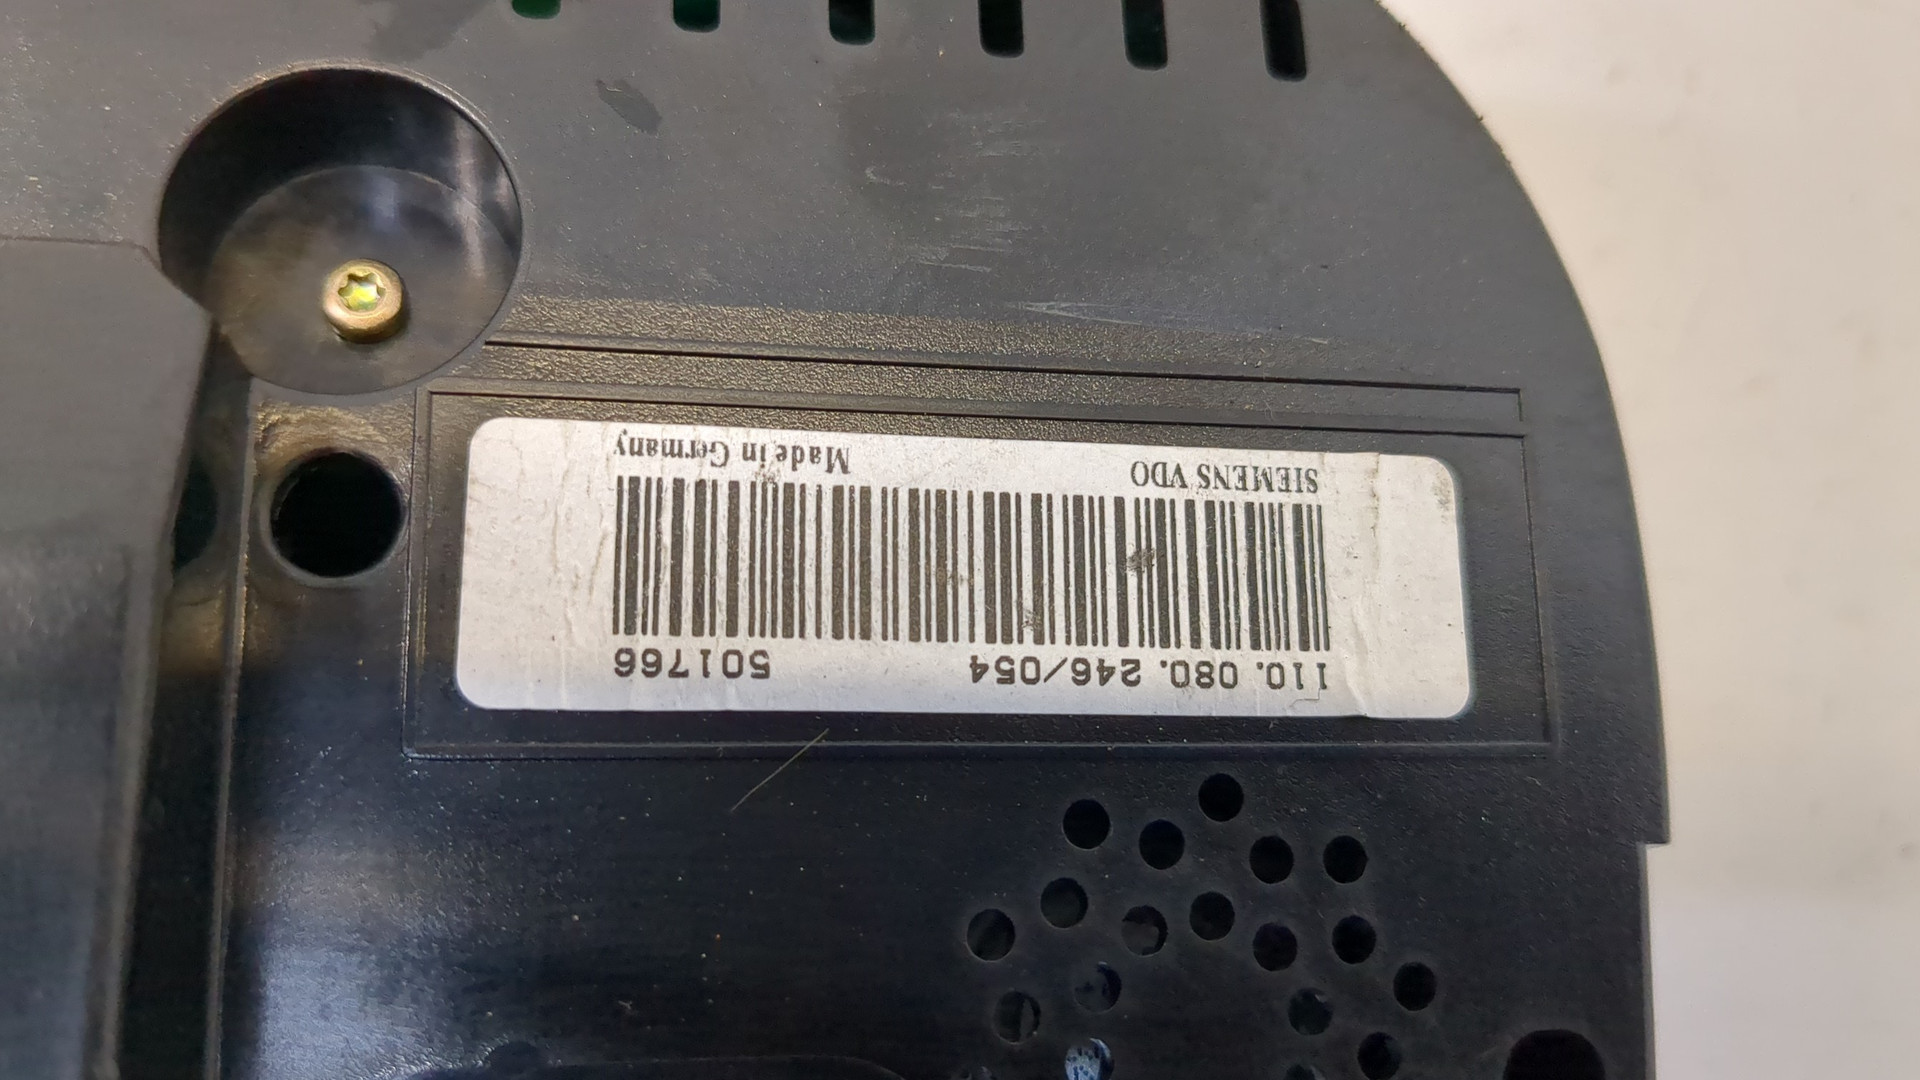 110. 080. 246/054 501766
SIEMENS VDO Made in Germany